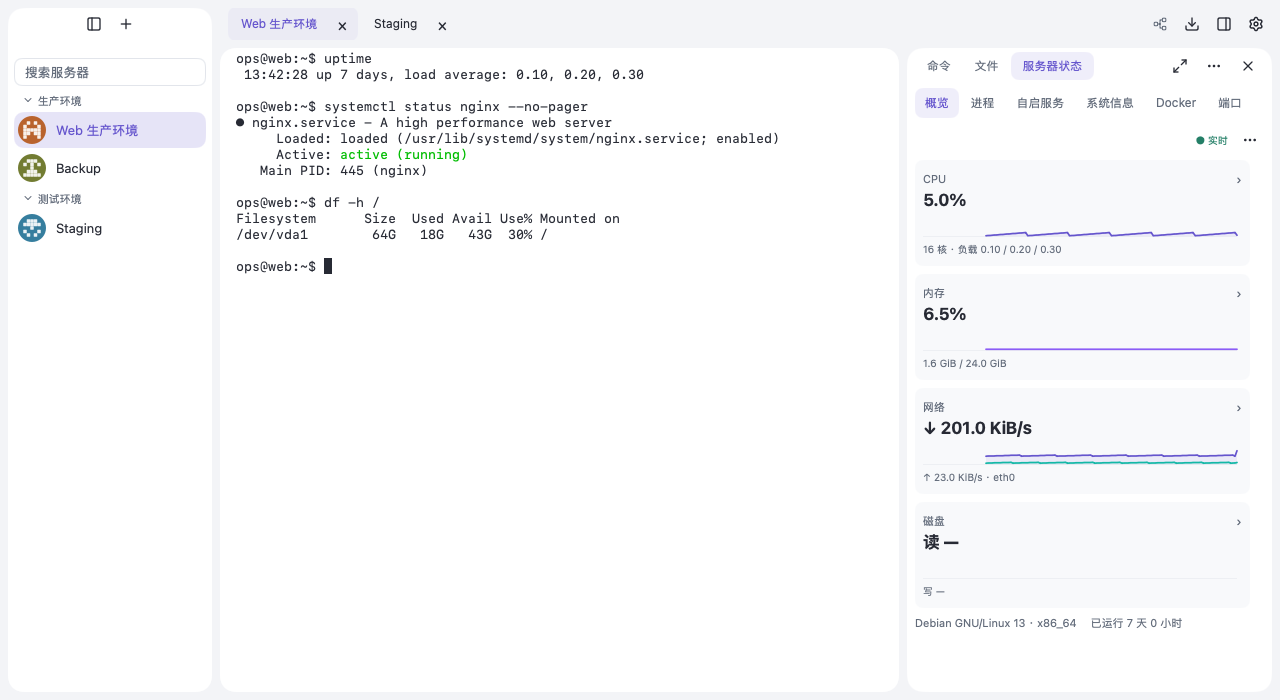 Web 生产环境
Staging
搜索服务器
生产环境
Web 生产环境
Backup
测试环境
Staging
ops@web:~$ uptime
 13:42:28 up 7 days, load average: 0.10, 0.20, 0.30
ops@web:~$ systemctl status nginx --no-pager
● nginx.service - A high performance web server
     Loaded: loaded (/usr/lib/systemd/system/nginx.service; enabled)
     Active: active (running)
   Main PID: 445 (nginx)
ops@web:~$ df -h /
Filesystem      Size  Used Avail Use% Mounted on
/dev/vda1        64G   18G   43G  30% /
ops@web:~$
命令 文件 服务器状态
概览 进程 自启服务 系统信息 Docker 端口
实时
CPU
5.0%
16 核 · 负载 0.10 / 0.20 / 0.30
内存
6.5%
1.6 GiB / 24.0 GiB
网络
↓ 201.0 KiB/s
↑ 23.0 KiB/s · eth0
磁盘
读 —
写 —
Debian GNU/Linux 13 · x86_64 已运行 7 天 0 小时